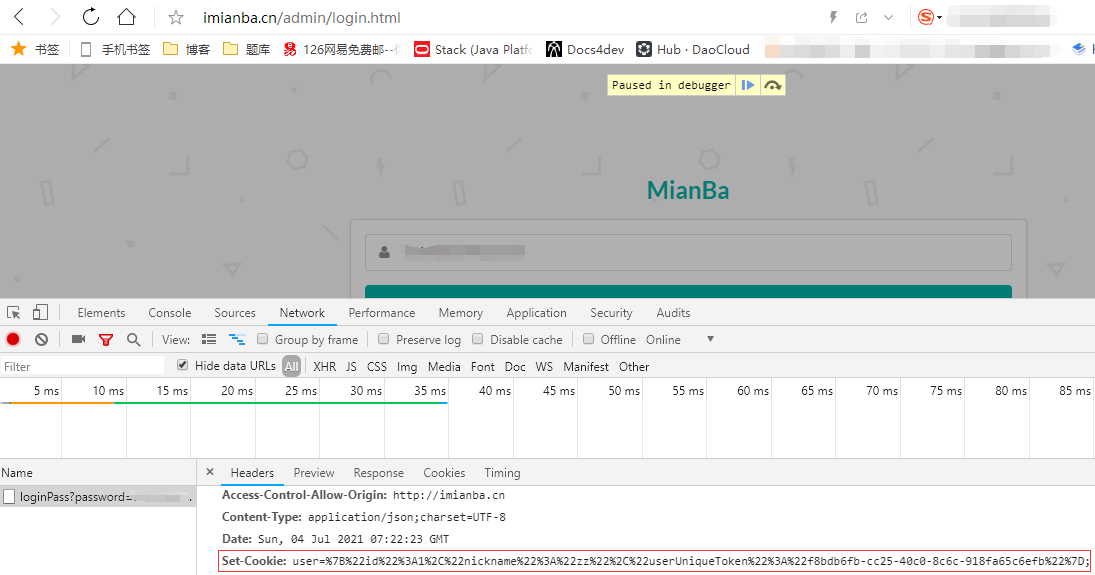 imianba.cn/admin/login.html
书签 手机书签 博客 题库 126网易免费邮-- Stack (Java Platfo Docs4dev Hub · DaoCloud
Paused in debugger
MianBa
Elements Console Sources Network Performance Memory Application Security Audits
View: Group by frame Preserve log Disable cache Offline Online
Filter Hide data URLs All XHR JS CSS Img Media Font Doc WS Manifest Other
5 ms 10 ms 15 ms 20 ms 25 ms 30 ms 35 ms 40 ms 45 ms 50 ms 55 ms 60 ms 65 ms 70 ms 75 ms 80 ms 85 ms
Name × Headers Preview Response Cookies Timing
loginPass?password=
Access-Control-Allow-Origin: http://imianba.cn
Content-Type: application/json;charset=UTF-8
Date: Sun, 04 Jul 2021 07:22:23 GMT
Set-Cookie: user=%7B%22id%22%3A1%2C%22nickname%22%3A%22zz%22%2C%22userUniqueToken%22%3A%22f8bdb6fb-cc25-40c0-8c6c-918fa65c6efb%22%7D;